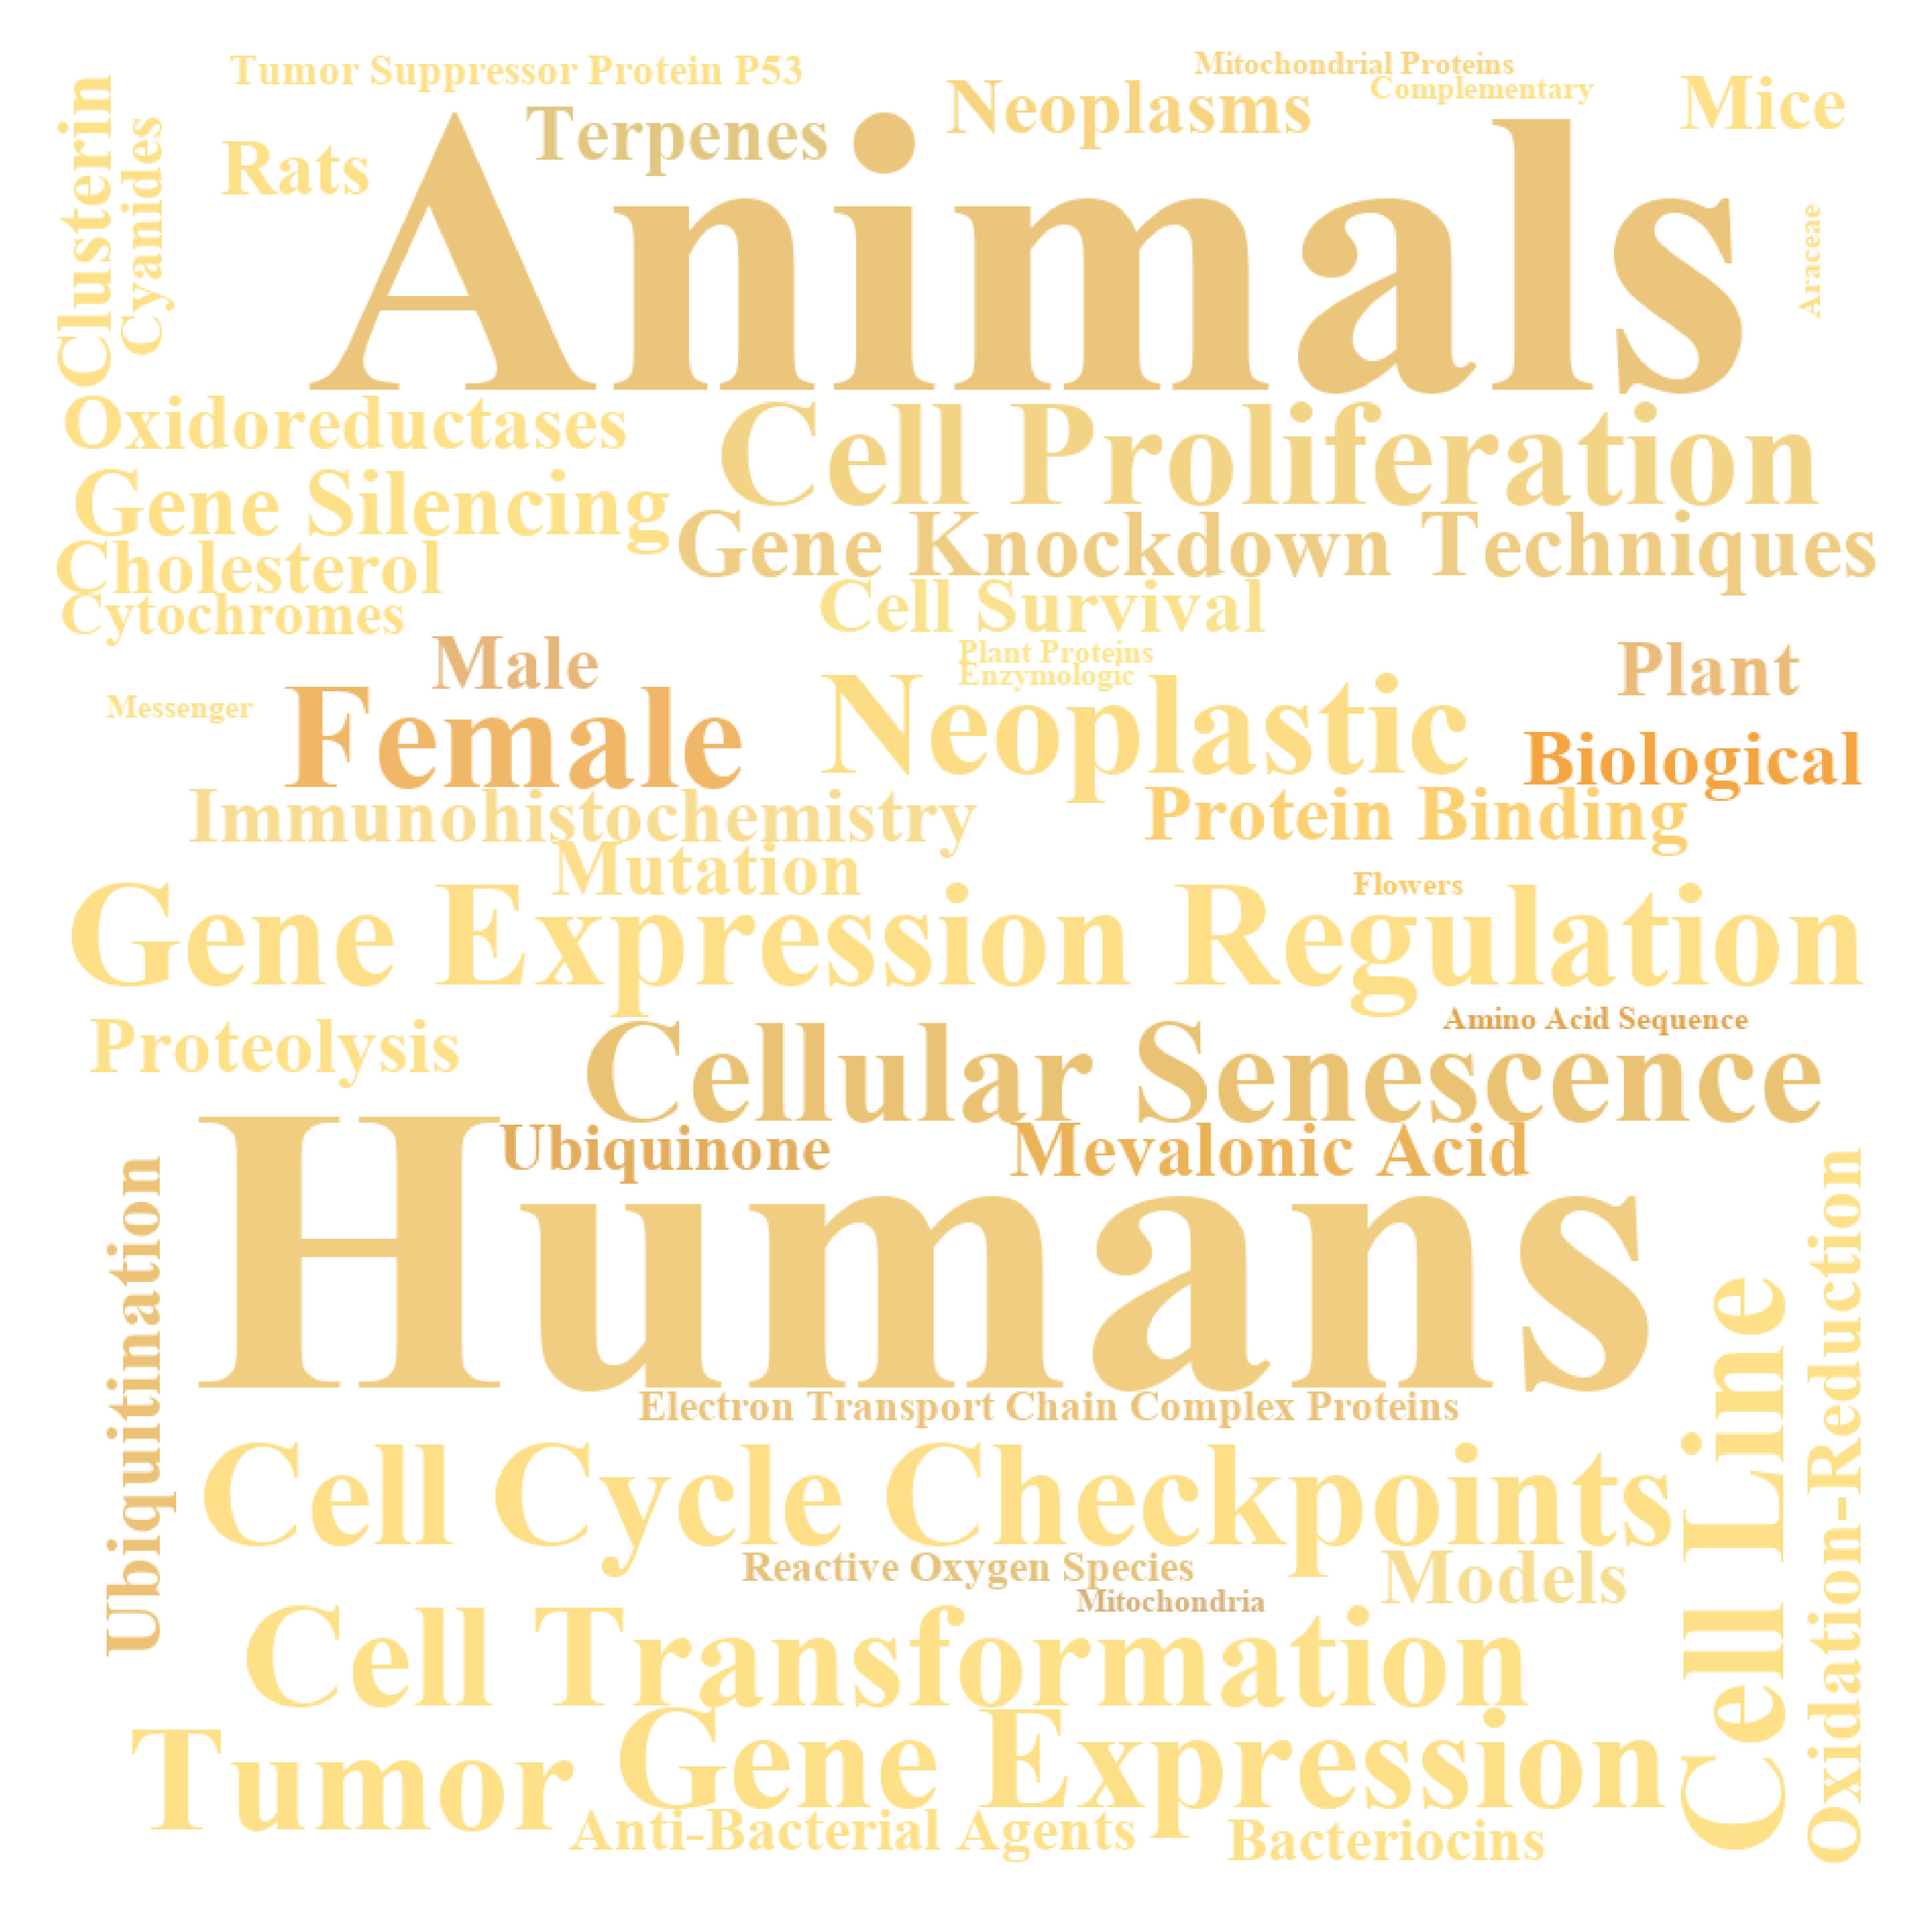 Tumor Suppressor Protein P53
Mitochondrial Proteins
Complementary
Neoplasms
Mice
Terpenes
Rats
Clusterin
Cyanides
Animals
Araceae
Oxidoreductases
Cell Proliferation
Gene Silencing
Gene Knockdown Techniques
Cholesterol
Cell Survival
Cytochromes
Male
Plant Proteins
Enzymologic
Plant
Messenger
Female
Neoplastic
Biological
Immunohistochemistry
Protein Binding
Mutation
Flowers
Gene Expression Regulation
Amino Acid Sequence
Proteolysis
Cellular Senescence
Ubiquinone
Mevalonic Acid
Humans
Ubiquitination
Oxidation-Reduction
Cell Line
Electron Transport Chain Complex Proteins
Cell Cycle Checkpoints
Reactive Oxygen Species
Models
Mitochondria
Cell Transformation
Gene Expression
Tumor
Anti-Bacterial Agents
Bacteriocins